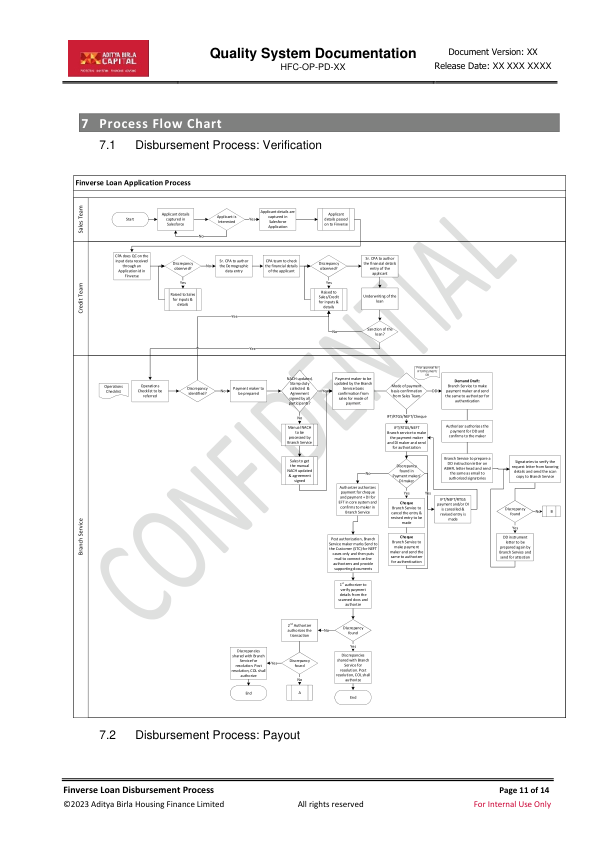 ADITYA BIRLA
CAPITAL
Quality System Documentation
HFC-OP-PD-XX
Document Version: XX
Release Date: XX XXX XXXX
7 Process Flow Chart
7.1 Disbursement Process: Verification
Finverse Loan Application Process
Sales Team
Start
Applicant details
captured in
Salesforce
Applicant is
interested
Yes
No
Applicant details are
captured in
Salesforce
Application
Applicant
details passed
on to Finverse
Credit Team
CPA does QC on the
input data received
through an
Application id in
Finverse
Discrepancy
observed?
No
Yes
Raised to Sales
for inputs &
details
Sr. CPA to author
the Demographic
data entry
CPA team to check
the financial details
of the applicant
Discrepancy
observed?
No
Yes
Raised to
Sales/Credit
for inputs &
details
Sr. CPA to author
the financial details
entry of the
applicant
Underwriting of the
loan
Sanction of the
loan?
No
Yes
Yes
Branch Service
Operations
Checklist
Operations
Checklist to be
referred
Discrepancy
identified?
No
Payment maker to
be prepared
NACH updated,
Stamp duty
collected &
Agreement
signed by all
participants?
Yes
No
Manual NACH
to be
processed by
Branch Service
Sales to get
the manual
NACH updated
& agreement
signed
Payment maker to be
updated by the Branch
Service basis
confirmation from
sales for mode of
payment
Mode of payment
basis confirmation
from Sales Team
DD
IFT/RTGS/NEFT/Cheque
Demand Draft:
Branch Service to make
payment maker and send
the same to authorizer for
authentication
Authorizer authorizes the
payment for DD and
confirms to the maker
Branch Service to prepare a
DD instruction letter on
ABHFL letter head and send
the same as email to
authorized signatories
Signatories to verify the
request letter from favoring
details and send the scan
copy to Branch Service
Discrepancy
found
No
B
Yes
DD instrument
letter to be
prepared again by
Branch Service and
send for attestation
IFT/RTGS/NEFT
Branch service to make
the payment maker
and DI maker and send
for authorization
Discrepancy
found in
Payment maker/
DI maker
No
Yes
Yes
IFT/NEFT/RTGS
payment and/or DI
is cancelled &
revised entry is
made
Cheque
Branch Service to
cancel the entry &
revised entry to be
made
Cheque
Branch Service to
make payment
maker and send the
same to authorizer
for authentication
Authorizer authorizes
payment for cheque
and payment + DI for
EFT in core system and
confirms to maker in
Branch Service
Post authorization, Branch
Service maker marks Send to
the Customer (STC) for NEFT
cases only and then puts
mail to connect on line
authorizers and provide
supporting documents
1st authorizer to
verify payment
details from the
scanned docs and
authorize
Discrepancy
found
No
Yes
Discrepancies
shared with Branch
Service for
resolution. Post
resolution, COL shall
authorize
End
2nd Authorizer
authorizes the
transaction
Discrepancy
found
Yes
No
A
Discrepancies
shared with Branch
Service for
resolution. Post
resolution, COL shall
authorize
End
CONFIDENTIAL
7.2 Disbursement Process: Payout
Finverse Loan Disbursement Process
Page 11 of 14
©2023 Aditya Birla Housing Finance Limited
All rights reserved
For Internal Use Only